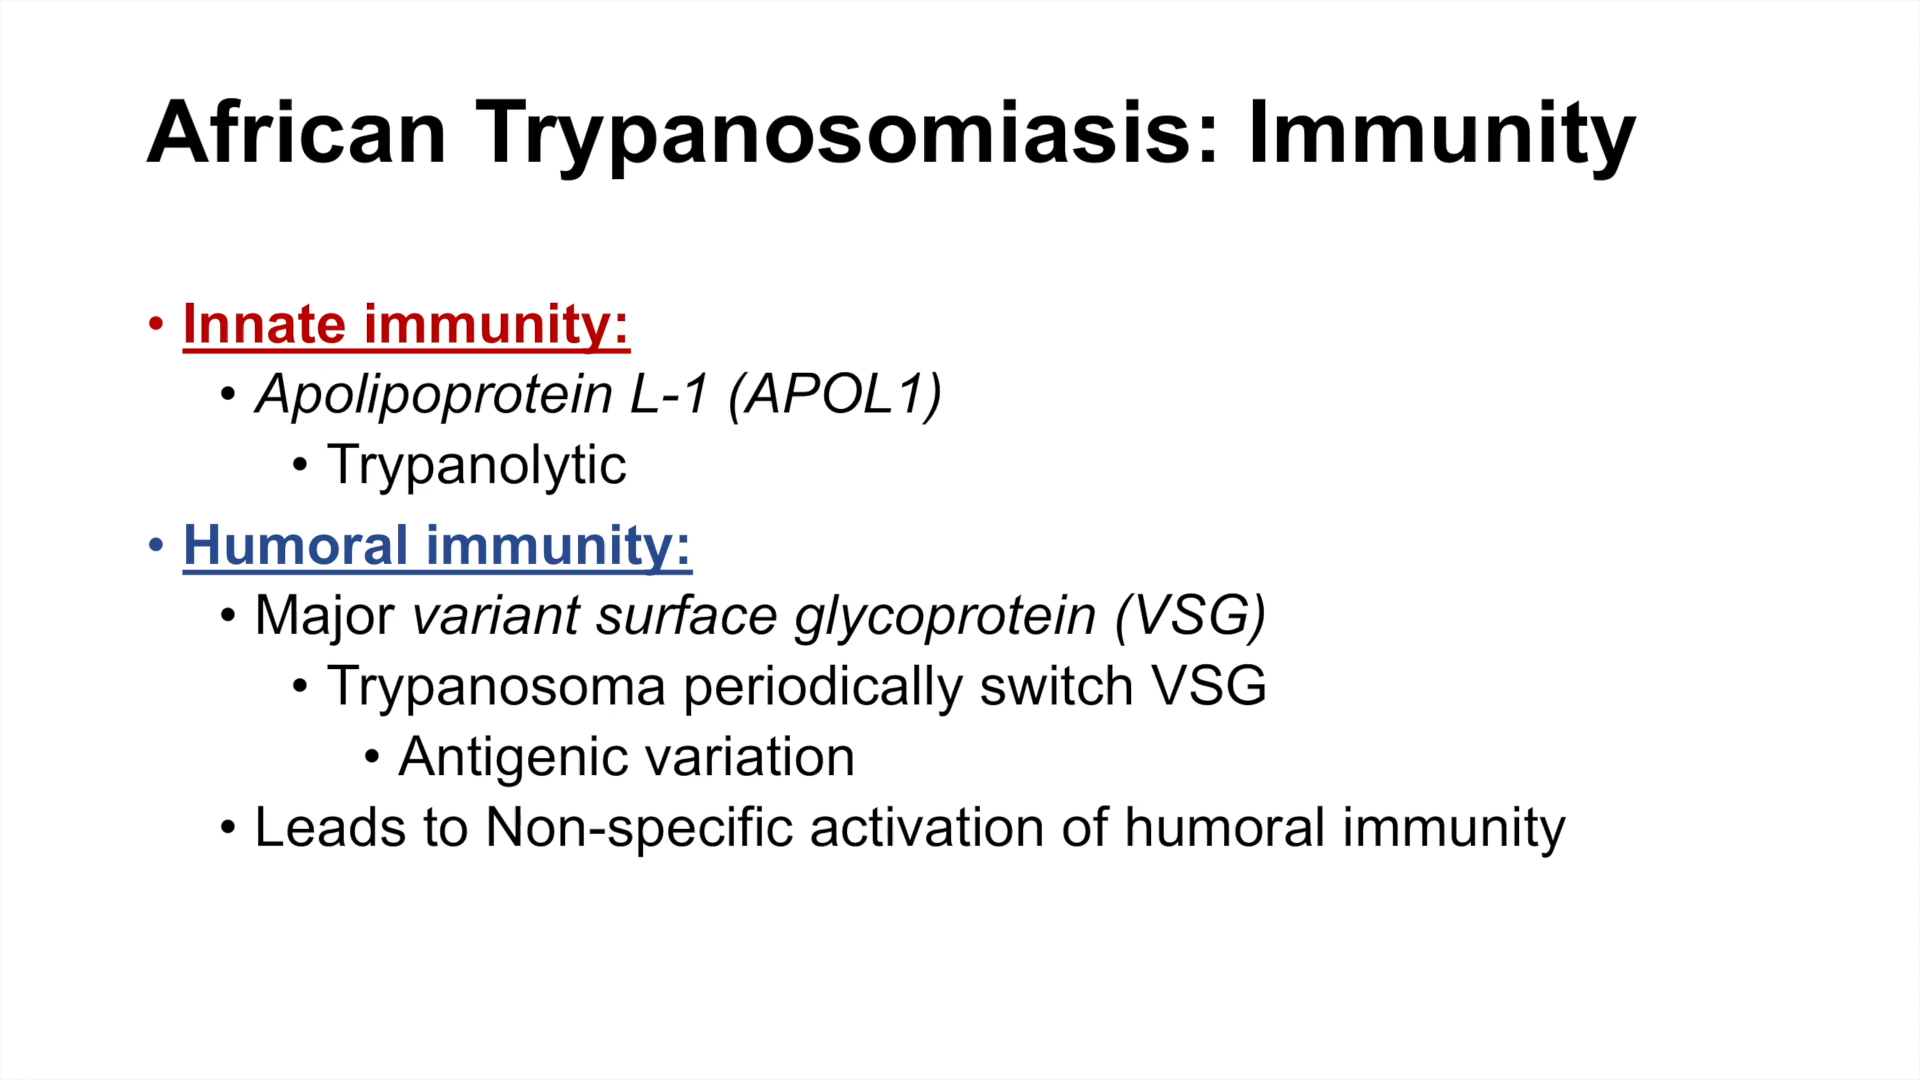 African Trypanosomiasis: Immunity
• Innate immunity:
• Apolipoprotein L-1 (APOL1)
• Trypanolytic
• Humoral immunity:
• Major variant surface glycoprotein (VSG)
• Trypanosoma periodically switch VSG
• Antigenic variation
• Leads to Non-specific activation of humoral immunity